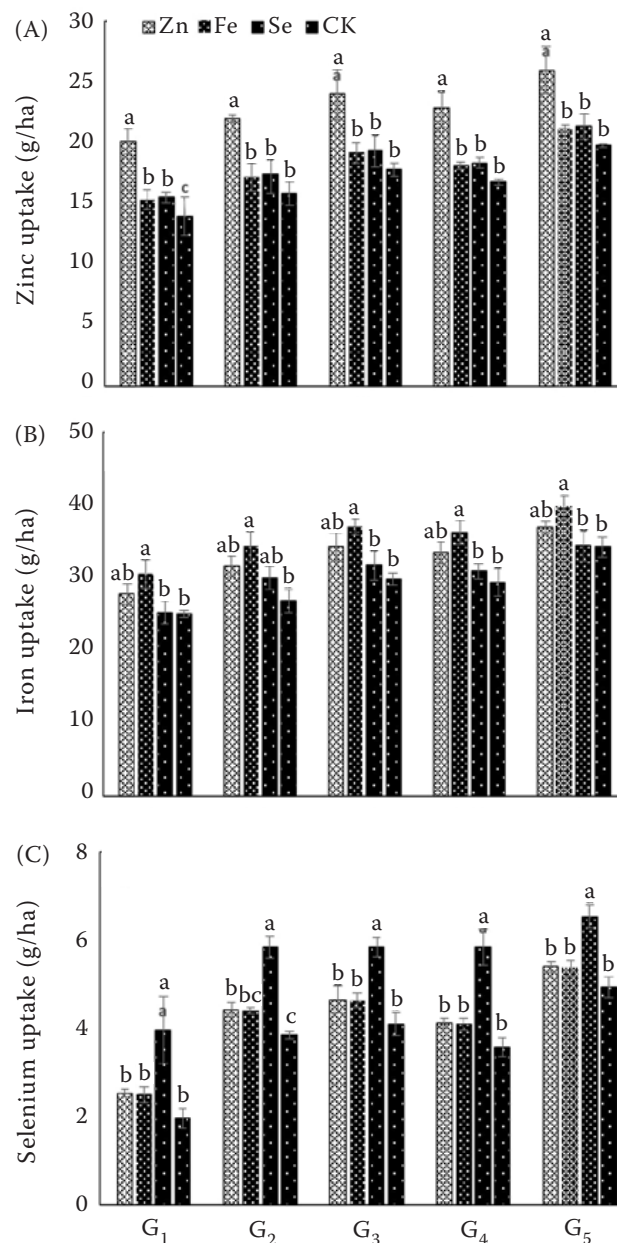 (A)
Zn Fe Se CK
Zinc uptake (g/ha)
30
25
20
15
10
5
0
a b b c
a b b b
a a b b b
a b b b
a a b b b
(B)
Iron uptake (g/ha)
50
40
30
20
10
0
ab a b b
ab a ab b
ab a b b
ab a b b
ab a b b
(C)
Selenium uptake (g/ha)
8
6
4
2
0
b b a a b
b bc a c
b b a b
b b a a b
b b a b
G1 G2 G3 G4 G5